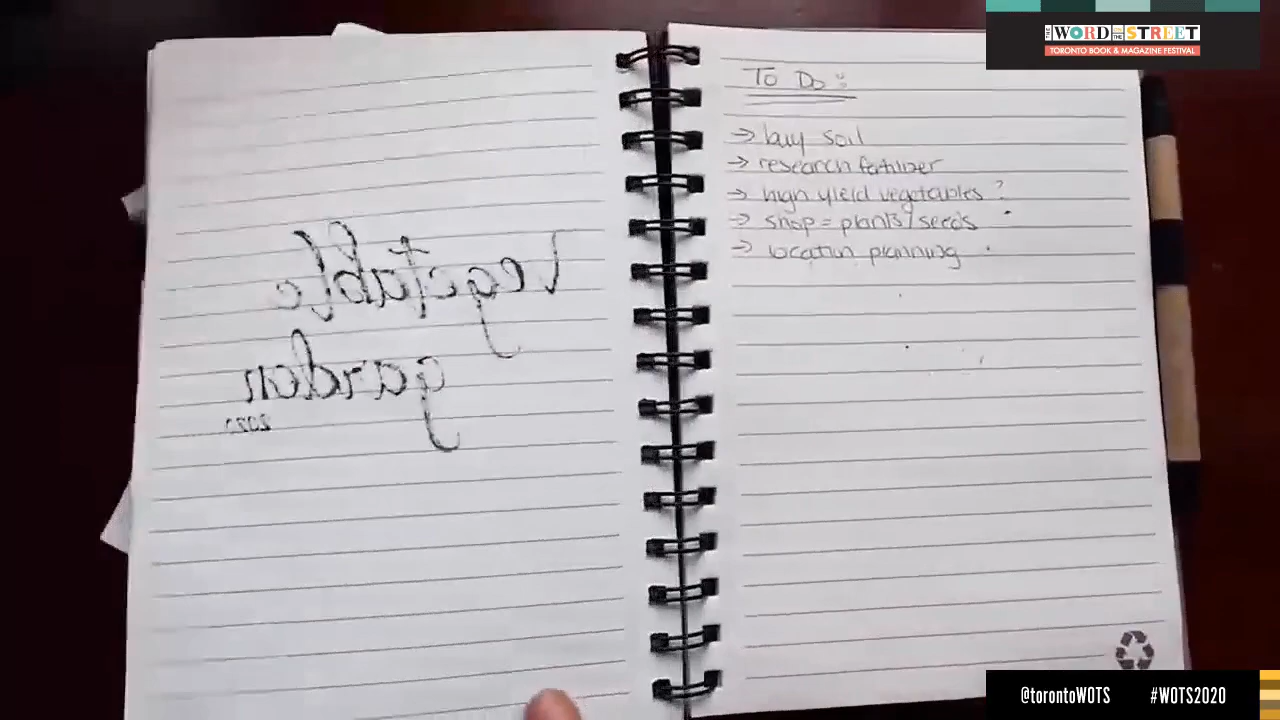 Vegetable
garden
2021
To Do:
→ buy soil
→ research fertilizer
→ high yield vegetables?
→ shop = plants/seeds
→ location planning
THE WORD ON THE STREET
TORONTO BOOK & MAGAZINE FESTIVAL
@torontoWOTS #WOTS2020